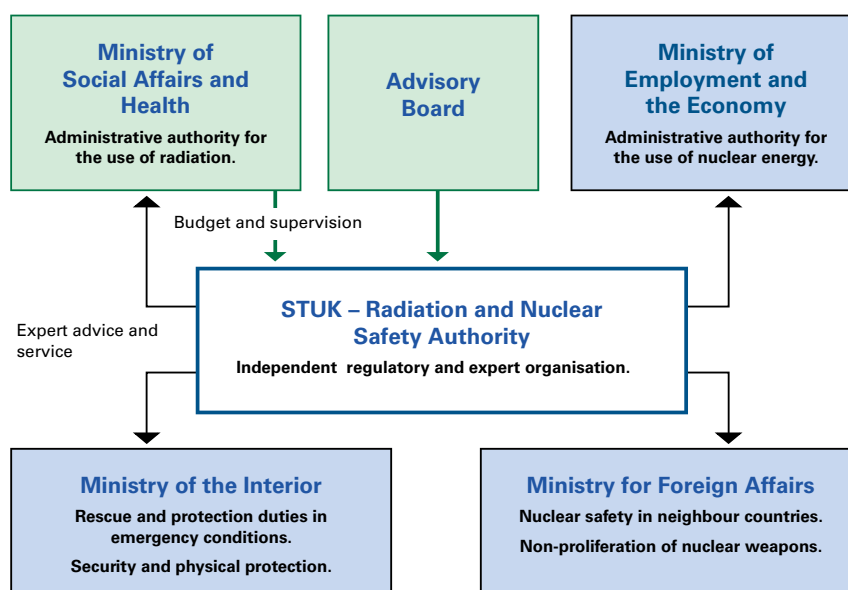 Ministry of
Social Affairs and
Health
Administrative authority for
the use of radiation.
Advisory
Board
Ministry of
Employment and
the Economy
Administrative authority for
the use of nuclear energy.
Budget and supervision
STUK – Radiation and Nuclear
Safety Authority
Independent regulatory and expert organisation.
Expert advice and
service
Ministry of the Interior
Rescue and protection duties in
emergency conditions.
Security and physical protection.
Ministry for Foreign Affairs
Nuclear safety in neighbour countries.
Non-proliferation of nuclear weapons.